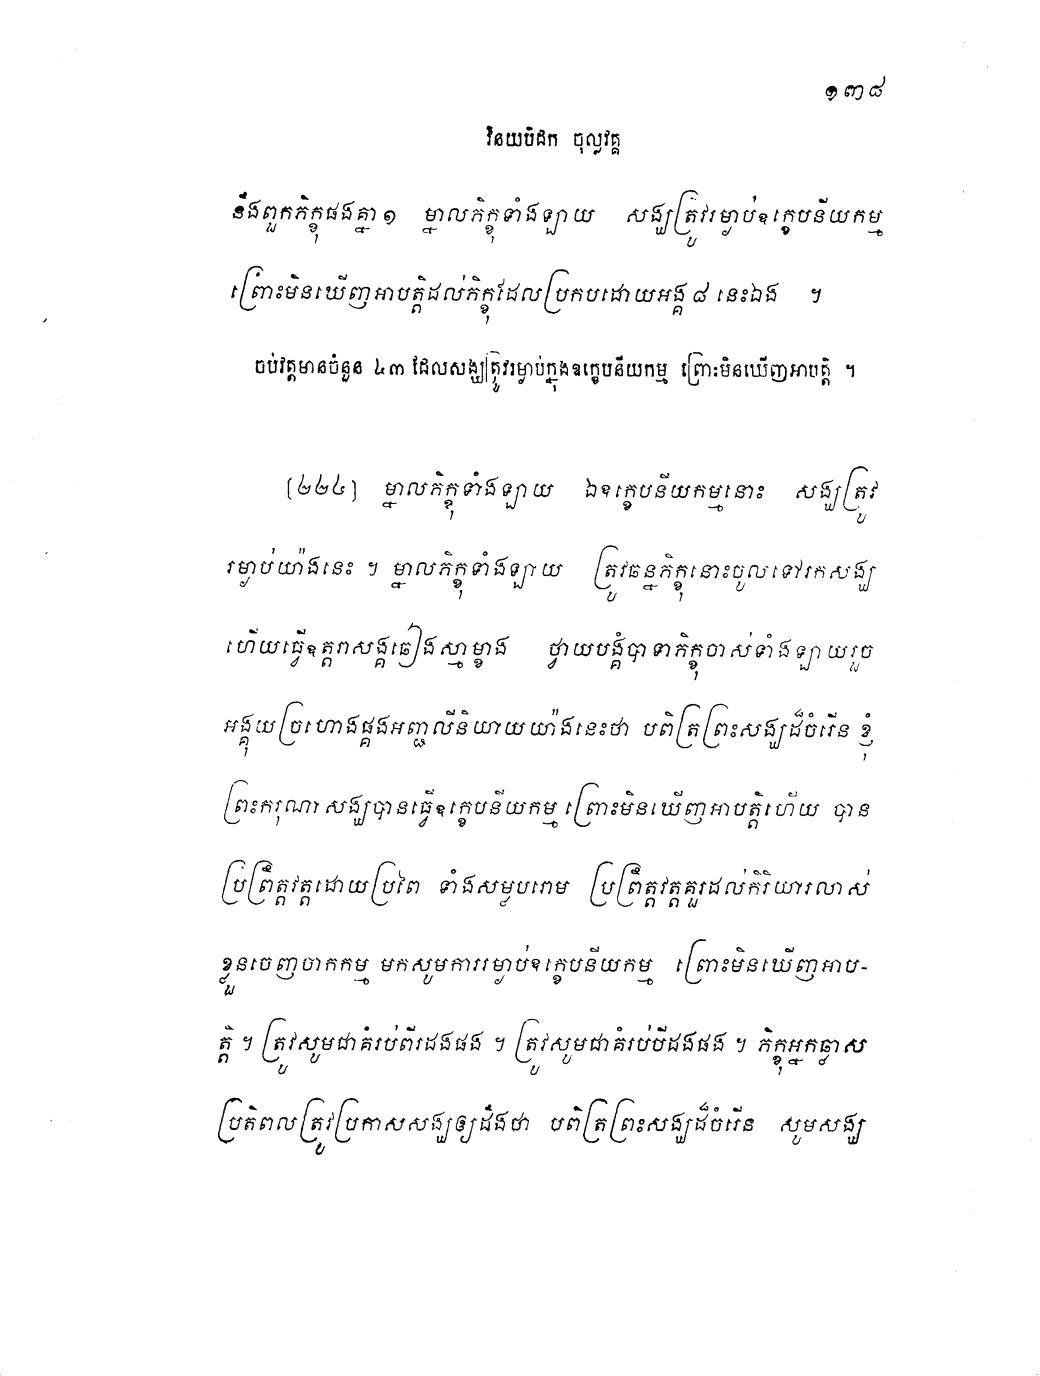 ១៣៨
វិនយបិដក ចុល្លវគ្គ
នឹងពួកភិក្ខុផងគ្នា ១ ម្នាលភិក្ខុទាំងឡាយ សង្ឃត្រូវរម្ងាប់ឧក្ខេបនីយកម្ម
ព្រោះមិនឃើញអាបត្តិដល់ភិក្ខុដែលប្រកបដោយអង្គ ៨ នេះឯង ។
ចប់វត្តមានចំនួន ៤៣ ដែលសង្ឃត្រូវរម្ងាប់ក្នុងឧក្ខេបនីយកម្ម ព្រោះមិនឃើញអាបត្តិ ។
[២២៤] ម្នាលភិក្ខុទាំងឡាយ ឯឧក្ខេបនីយកម្មនោះ សង្ឃត្រូវ
រម្ងាប់យ៉ាងនេះ ។ ម្នាលភិក្ខុទាំងឡាយ ត្រូវឆន្នភិក្ខុនោះចូលទៅរកសង្ឃ
ហើយធ្វើឧត្តរាសង្គឆៀងស្មាម្ខាង ថ្វាយបង្គំបាទាភិក្ខុចាស់ទាំងឡាយរួច
អង្គុយច្រហោងផ្គងអញ្ជលីនិយាយយ៉ាងនេះថា បពិត្រព្រះសង្ឃដ៏ចំរើន ខ្ញុំ
ព្រះករុណា សង្ឃបានធ្វើឧក្ខេបនីយកម្ម ព្រោះមិនឃើញអាបត្តិហើយ បាន
ប្រព្រឹត្តវត្តដោយប្រពៃ ទាំងសម្ងបរោម ប្រព្រឹត្តវត្តគួរដល់កិរិយារលាស់
ខ្លួនចេញចាកកម្ម មកសូមការរម្ងាប់ឧក្ខេបនីយកម្ម ព្រោះមិនឃើញអាប-
ត្តិ ។ ត្រូវសូមជាគំរប់ពីរដងផង ។ ត្រូវសូមជាគំរប់បីដងផង ។ ភិក្ខុអ្នកឆ្លាស
ប្រតិពលត្រូវប្រកាសសង្ឃឲ្យដឹងថា បពិត្រព្រះសង្ឃដ៏ចំរើន សូមសង្ឃ